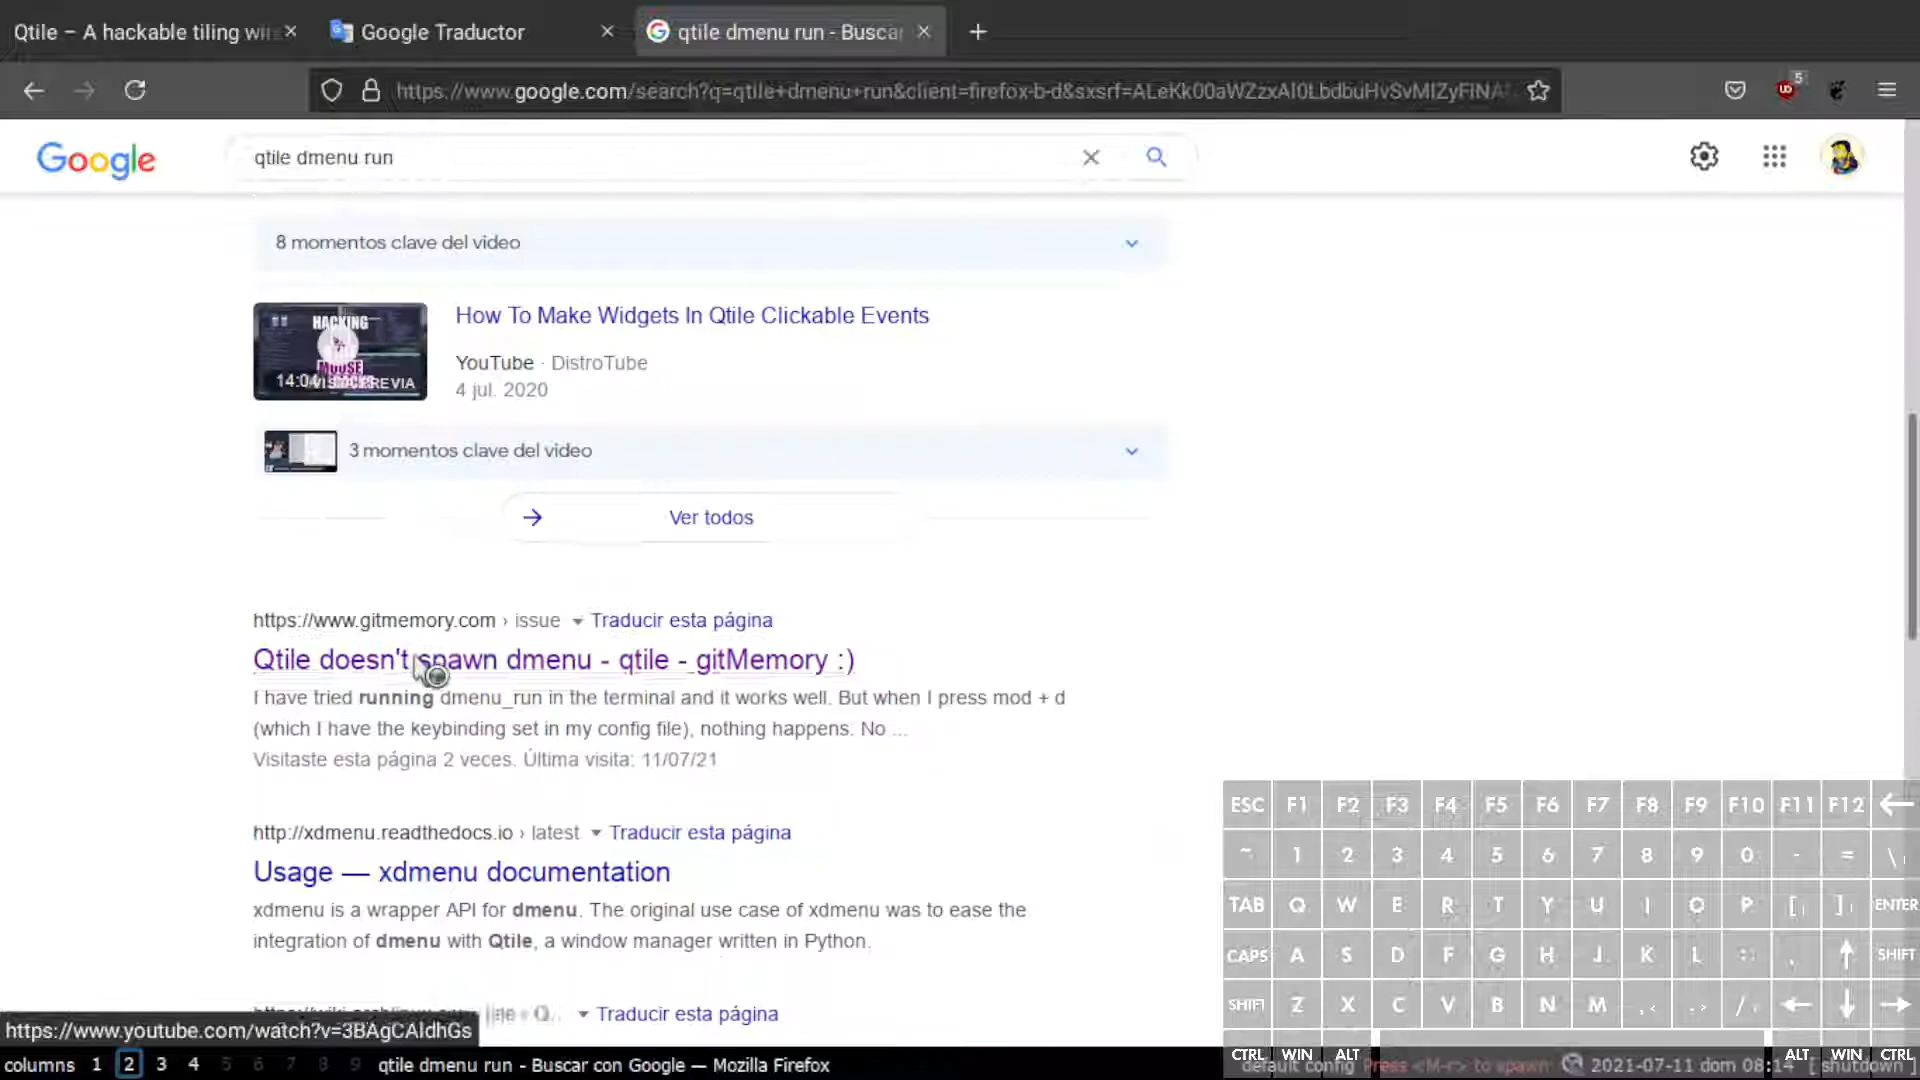 Qtile – A hackable tiling win
Google Traductor
qtile dmenu run - Buscar
https://www.google.com/search?q=qtile+dmenu+run&client=firefox-b-d&sxsrf=
5
Google
qtile dmenu run
8 momentos clave del video
HACKING
MOUSE
14:04
VISTA PREVIA
How To Make Widgets In Qtile Clickable Events
YouTube · DistroTube
4 jul. 2020
3 momentos clave del video
Ver todos
https://www.gitmemory.com › issue Traducir esta página
Qtile doesn't spawn dmenu - qtile - gitMemory :)
I have tried running dmenu_run in the terminal and it works well. But when I press mod + d
(which I have the keybinding set in my config file), nothing happens. No ...
Visitaste esta página 2 veces. Última visita: 11/07/21
http://xdmenu.readthedocs.io › latest Traducir esta página
Usage — xdmenu documentation
xdmenu is a wrapper API for dmenu. The original use case of xdmenu was to ease the
integration of dmenu with Qtile, a window manager written in Python.
Traducir esta página
https://www.youtube.com/watch?v=3BAgCAIdhGs
ESC F1 F2 F3 F4 F5 F6 F7 F8 F9 F10 F11 F12
~ 1 2 3 4 5 6 7 8 9 0 - = \
TAB Q W E R T Y U I O P [ ] ENTER
CAPS A S D F G H J K L SHIFT
SHIFT Z X C V B N M
CTRL WIN ALT ALT WIN CTRL
columns 1 2 3 4 5 6 7 8 9 qtile dmenu run - Buscar con Google — Mozilla Firefox default config Press <M-r> to spawn 2021-07-11 dom 08:14 [ shutdown ]